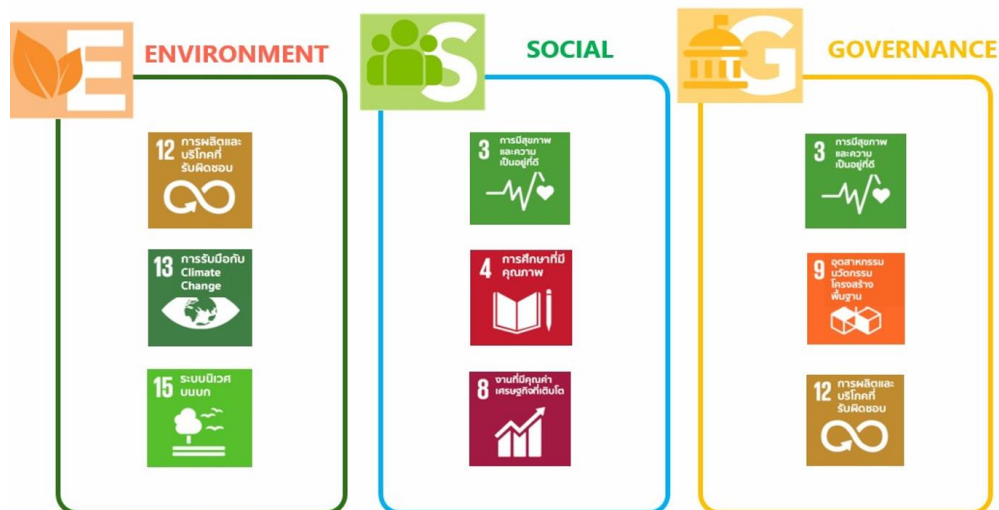 E ENVIRONMENT
12 การผลิตและ
บริโภคที่
รับผิดชอบ
13 การรับมือกับ
Climate
Change
15 ระบบนิเวศ
บนบก
S SOCIAL
3 การมีสุขภาพ
และความ
เป็นอยู่ที่ดี
4 การศึกษาที่มี
คุณภาพ
8 งานที่มีคุณค่า
เศรษฐกิจที่เติบโต
G GOVERNANCE
3 การมีสุขภาพ
และความ
เป็นอยู่ที่ดี
9 อุตสาหกรรม
นวัตกรรม
โครงสร้าง
พื้นฐาน
12 การผลิตและ
บริโภคที่
รับผิดชอบ